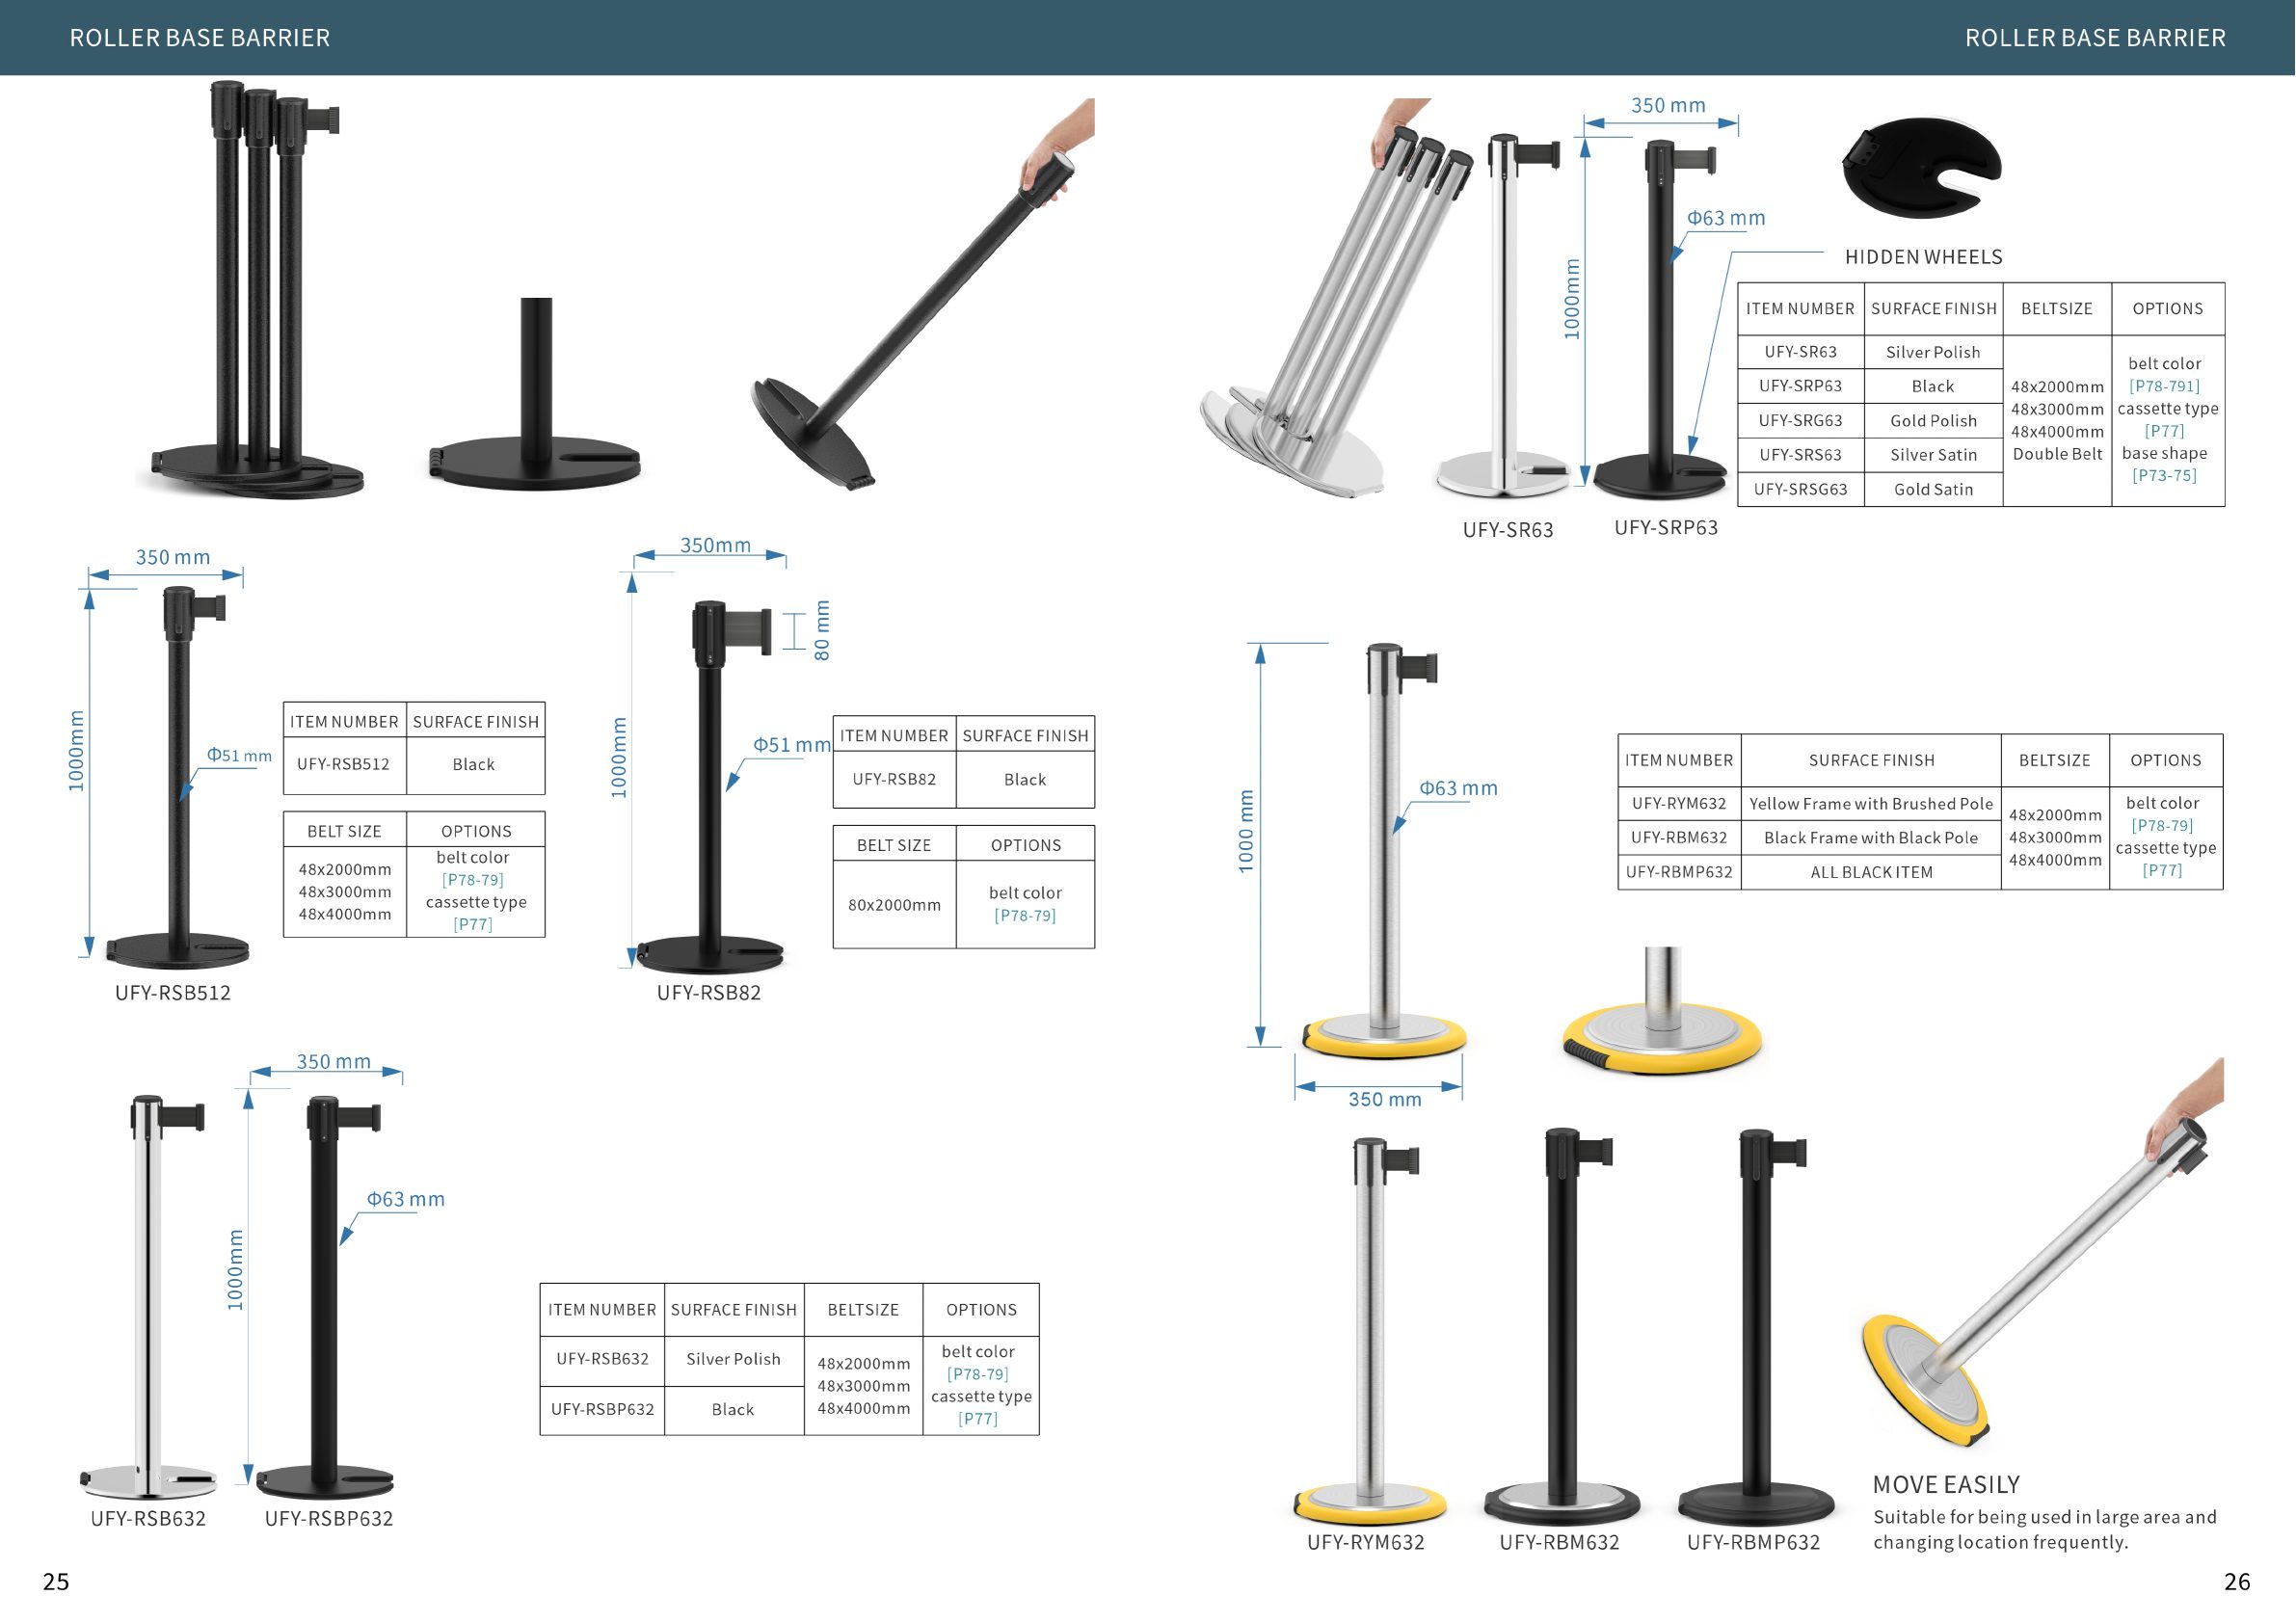 ROLLER BASE BARRIER
350 mm
1000mm
Φ51 mm
ITEM NUMBER SURFACE FINISH
UFY-RSB512 Black
BELT SIZE OPTIONS
48x2000mm
48x3000mm
48x4000mm
belt color
[P78-79]
cassette type
[P77]
UFY-RSB512
350mm
80 mm
1000mm
Φ51 mm
ITEM NUMBER SURFACE FINISH
UFY-RSB82 Black
BELT SIZE OPTIONS
80x2000mm
belt color
[P78-79]
UFY-RSB82
350 mm
1000mm
Φ63 mm
ITEM NUMBER SURFACE FINISH BELTSIZE OPTIONS
UFY-RSB632 Silver Polish
UFY-RSBP632 Black
48x2000mm
48x3000mm
48x4000mm
belt color
[P78-79]
cassette type
[P77]
UFY-RSB632
UFY-RSBP632
25
ROLLER BASE BARRIER
350 mm
1000mm
Φ63 mm
HIDDEN WHEELS
ITEM NUMBER SURFACE FINISH BELTSIZE OPTIONS
UFY-SR63 Silver Polish
UFY-SRP63 Black
UFY-SRG63 Gold Polish
UFY-SRS63 Silver Satin
UFY-SRSG63 Gold Satin
48x2000mm
48x3000mm
48x4000mm
Double Belt
belt color
[P78-791]
cassette type
[P77]
base shape
[P73-75]
UFY-SR63
UFY-SRP63
1000 mm
Φ63 mm
350 mm
ITEM NUMBER SURFACE FINISH BELTSIZE OPTIONS
UFY-RYM632 Yellow Frame with Brushed Pole
UFY-RBM632 Black Frame with Black Pole
UFY-RBMP632 ALL BLACK ITEM
48x2000mm
48x3000mm
48x4000mm
belt color
[P78-79]
cassette type
[P77]
UFY-RYM632
UFY-RBM632
UFY-RBMP632
MOVE EASILY
Suitable for being used in large area and
changing location frequently.
26